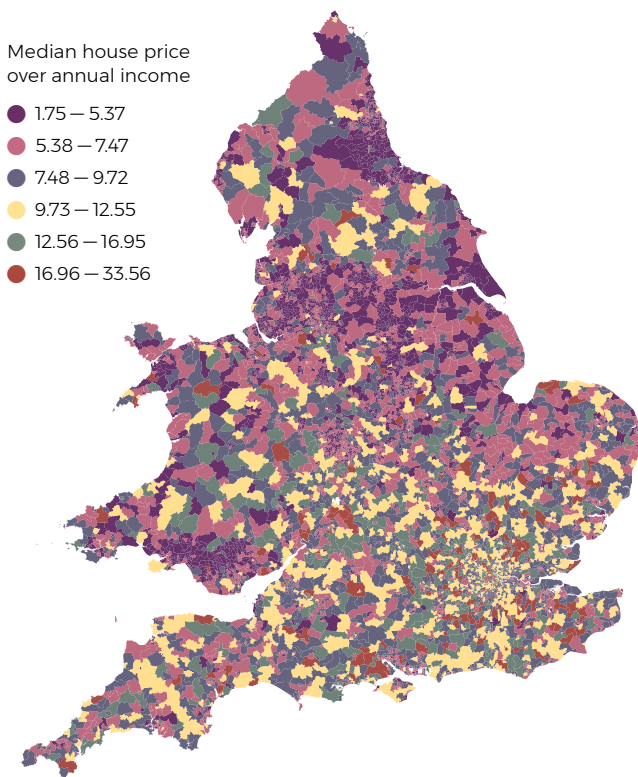 Median house price
over annual income
1.75 — 5.37
5.38 — 7.47
7.48 — 9.72
9.73 — 12.55
12.56 — 16.95
16.96 — 33.56